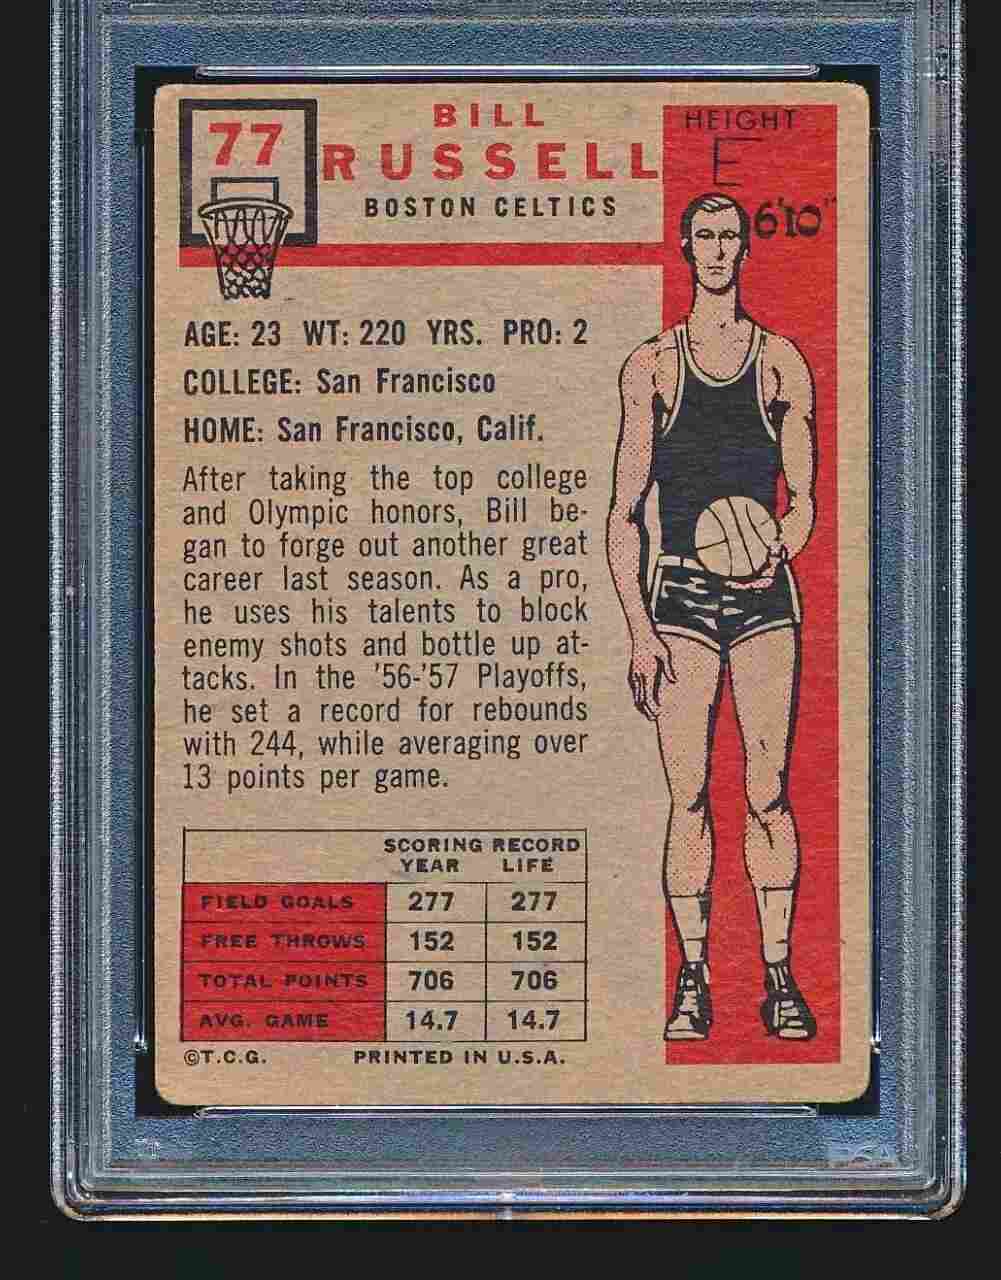 77
BILL
RUSSELL
BOSTON CELTICS
HEIGHT
E
6'10"
AGE: 23 WT: 220 YRS. PRO: 2
COLLEGE: San Francisco
HOME: San Francisco, Calif.
After taking the top college
and Olympic honors, Bill be-
gan to forge out another great
career last season. As a pro,
he uses his talents to block
enemy shots and bottle up at-
tacks. In the '56-'57 Playoffs,
he set a record for rebounds
with 244, while averaging over
13 points per game.
SCORING RECORD
YEAR LIFE
FIELD GOALS 277 277
FREE THROWS 152 152
TOTAL POINTS 706 706
AVG. GAME 14.7 14.7
©T.C.G. PRINTED IN U.S.A.